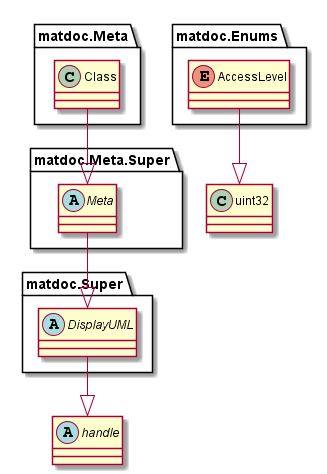 matdoc.Meta
C Class
matdoc.Enums
E AccessLevel
matdoc.Meta.Super
A Meta
C uint32
matdoc.Super
A DisplayUML
A handle